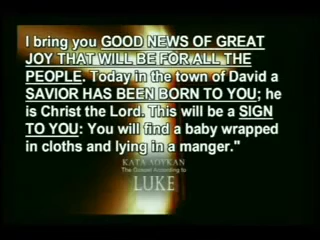 I bring you GOOD NEWS OF GREAT
JOY THAT WILL BE FOR ALL THE
PEOPLE. Today in the town of David a
SAVIOR HAS BEEN BORN TO YOU; he
is Christ the Lord. This will be a SIGN
TO YOU: You will find a baby wrapped
in cloths and lying in a manger."
ΚΑΤΑ ΛΟΥΚΑΝ
The Gospel According to
LUKE